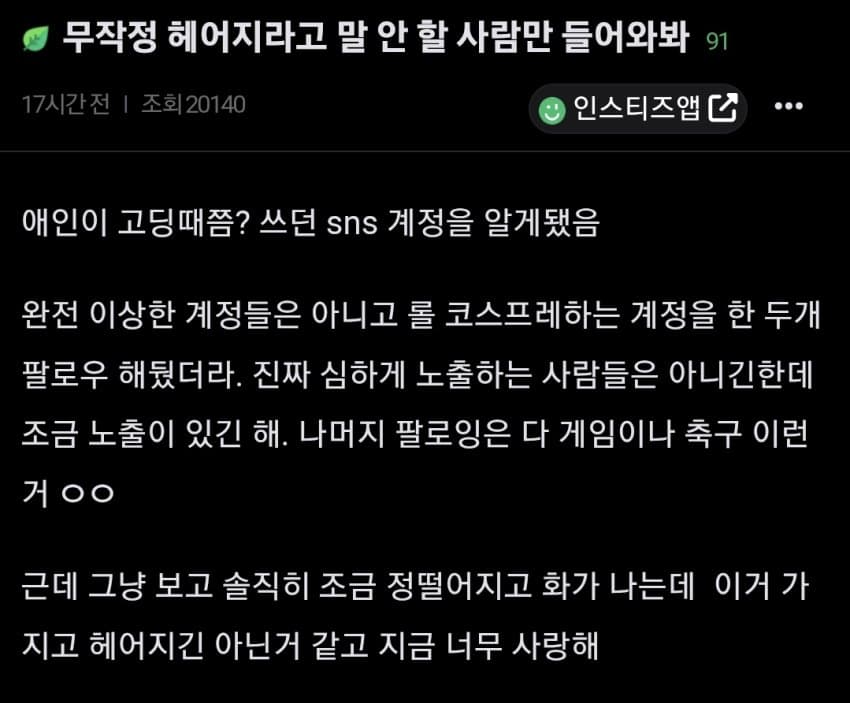 무작정 헤어지라고 말 안 할 사람만 들어와봐 91
17시간 전 | 조회 20140
인스티즈앱
애인이 고딩때쯤? 쓰던 sns 계정을 알게됐음
완전 이상한 계정들은 아니고 롤 코스프레하는 계정을 한 두개
팔로우 해뒀더라. 진짜 심하게 노출하는 사람들은 아니긴한데
조금 노출이 있긴 해. 나머지 팔로잉은 다 게임이나 축구 이런
거 ㅇㅇ
근데 그냥 보고 솔직히 조금 정떨어지고 화가 나는데 이거 가
지고 헤어지긴 아닌거 같고 지금 너무 사랑해